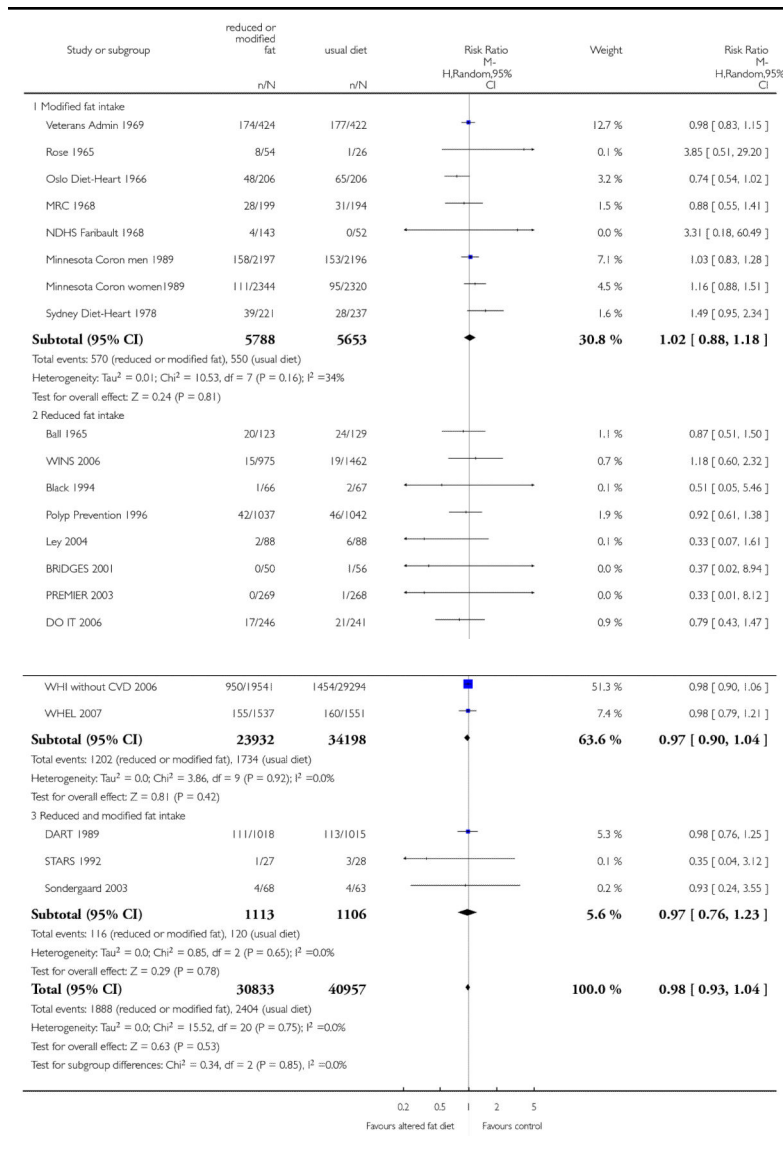 reduced or
modified
Study or subgroup fat usual diet Risk Ratio Weight Risk Ratio
M- M-
H,Random,95% H,Random,95%
n/N n/N CI CI
1 Modified fat intake
Veterans Admin 1969 174/424 177/422 12.7 % 0.98 [ 0.83, 1.15 ]
Rose 1965 8/54 1/26 0.1 % 3.85 [ 0.51, 29.20 ]
Oslo Diet-Heart 1966 48/206 65/206 3.2 % 0.74 [ 0.54, 1.02 ]
MRC 1968 28/199 31/194 1.5 % 0.88 [ 0.55, 1.41 ]
NDHS Faribault 1968 4/143 0/52 0.0 % 3.31 [ 0.18, 60.49 ]
Minnesota Coron men 1989 158/2197 153/2196 7.1 % 1.03 [ 0.83, 1.28 ]
Minnesota Coron women1989 111/2344 95/2320 4.5 % 1.16 [ 0.88, 1.51 ]
Sydney Diet-Heart 1978 39/221 28/237 1.6 % 1.49 [ 0.95, 2.34 ]
Subtotal (95% CI) 5788 5653 30.8 % 1.02 [ 0.88, 1.18 ]
Total events: 570 (reduced or modified fat), 550 (usual diet)
Heterogeneity: Tau² = 0.01; Chi² = 10.53, df = 7 (P = 0.16); I² =34%
Test for overall effect: Z = 0.24 (P = 0.81)
2 Reduced fat intake
Ball 1965 20/123 24/129 1.1 % 0.87 [ 0.51, 1.50 ]
WINS 2006 15/975 19/1462 0.7 % 1.18 [ 0.60, 2.32 ]
Black 1994 1/66 2/67 0.1 % 0.51 [ 0.05, 5.46 ]
Polyp Prevention 1996 42/1037 46/1042 1.9 % 0.92 [ 0.61, 1.38 ]
Ley 2004 2/88 6/88 0.1 % 0.33 [ 0.07, 1.61 ]
BRIDGES 2001 0/50 1/56 0.0 % 0.37 [ 0.02, 8.94 ]
PREMIER 2003 0/269 1/268 0.0 % 0.33 [ 0.01, 8.12 ]
DO IT 2006 17/246 21/241 0.9 % 0.79 [ 0.43, 1.47 ]
WHI without CVD 2006 950/19541 1454/29294 51.3 % 0.98 [ 0.90, 1.06 ]
WHEL 2007 155/1537 160/1551 7.4 % 0.98 [ 0.79, 1.21 ]
Subtotal (95% CI) 23932 34198 63.6 % 0.97 [ 0.90, 1.04 ]
Total events: 1202 (reduced or modified fat), 1734 (usual diet)
Heterogeneity: Tau² = 0.0; Chi² = 3.86, df = 9 (P = 0.92); I² =0.0%
Test for overall effect: Z = 0.81 (P = 0.42)
3 Reduced and modified fat intake
DART 1989 111/1018 113/1015 5.3 % 0.98 [ 0.76, 1.25 ]
STARS 1992 1/27 3/28 0.1 % 0.35 [ 0.04, 3.12 ]
Sondergaard 2003 4/68 4/63 0.2 % 0.93 [ 0.24, 3.55 ]
Subtotal (95% CI) 1113 1106 5.6 % 0.97 [ 0.76, 1.23 ]
Total events: 116 (reduced or modified fat), 120 (usual diet)
Heterogeneity: Tau² = 0.0; Chi² = 0.85, df = 2 (P = 0.65); I² =0.0%
Test for overall effect: Z = 0.29 (P = 0.78)
Total (95% CI) 30833 40957 100.0 % 0.98 [ 0.93, 1.04 ]
Total events: 1888 (reduced or modified fat), 2404 (usual diet)
Heterogeneity: Tau² = 0.0; Chi² = 15.52, df = 20 (P = 0.75); I² =0.0%
Test for overall effect: Z = 0.63 (P = 0.53)
Test for subgroup differences: Chi² = 0.34, df = 2 (P = 0.85), I² =0.0%
0.2 0.5 1 2 5
Favours altered fat diet Favours control